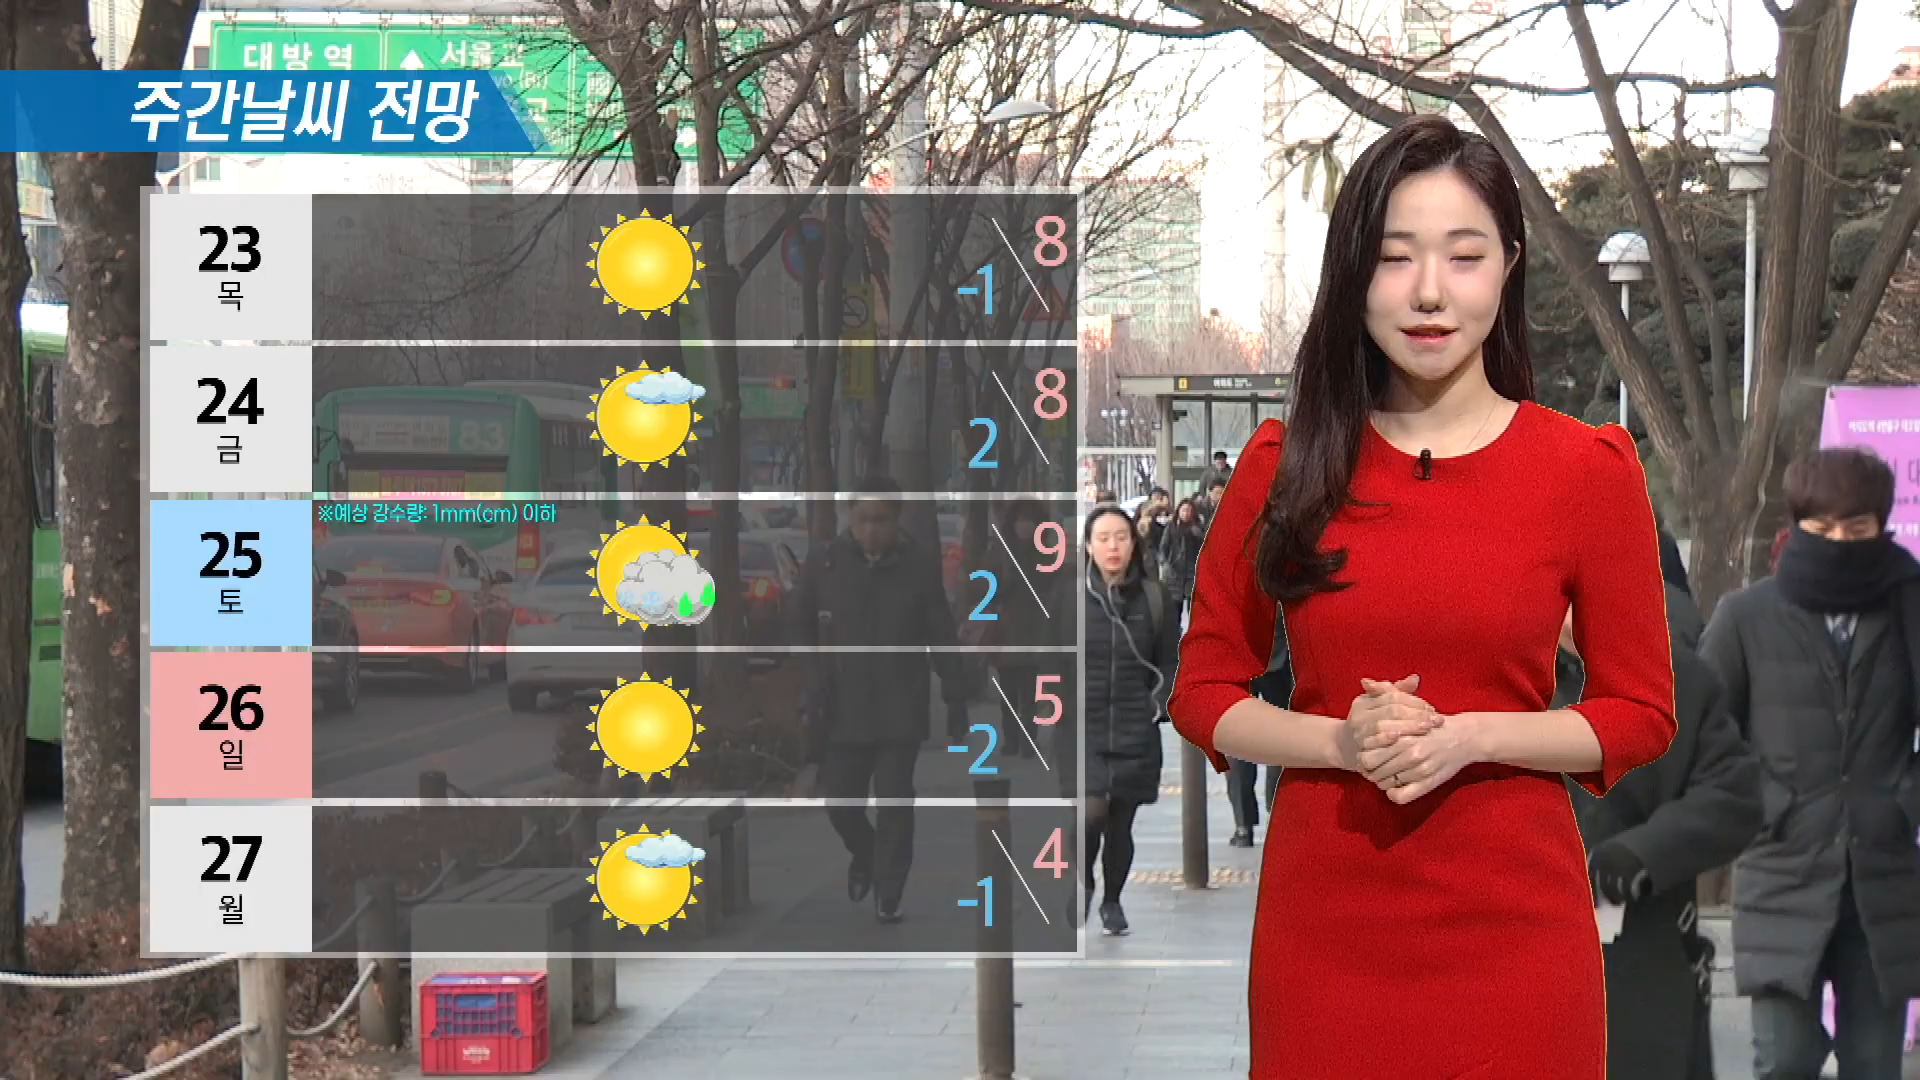 대방역 서울교
주간날씨 전망
23
목
-1 8
24
금
2 8
25
토
※예상 강수량: 1mm(cm) 이하
2 9
26
일
-2 5
27
월
-1 4
83